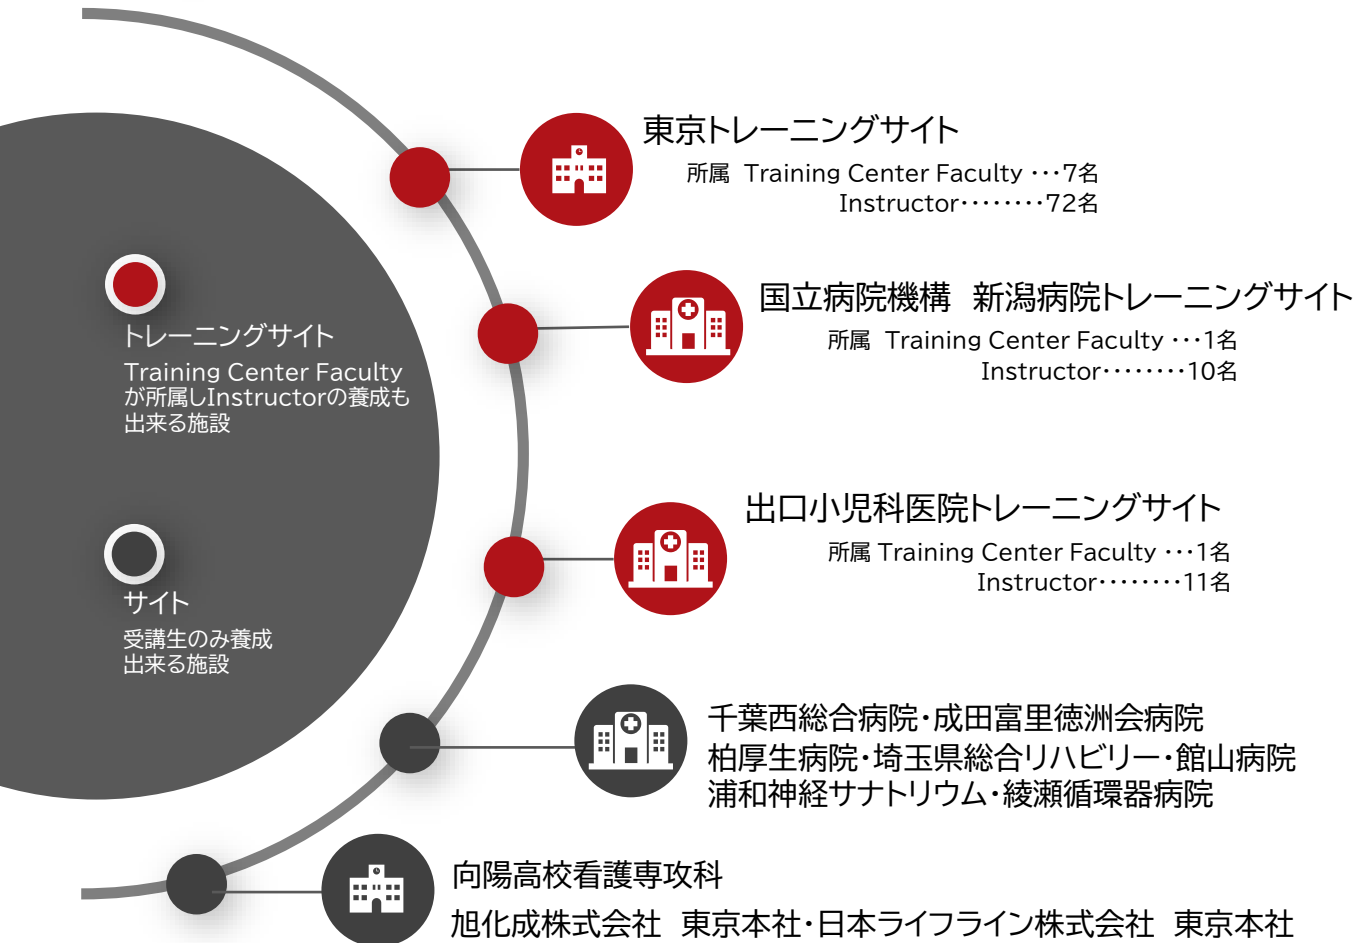 東京トレーニングサイト
所属 Training Center Faculty ・・・7名
Instructor・・・・・・・・72名
国立病院機構 新潟病院トレーニングサイト
所属 Training Center Faculty ・・・1名
Instructor・・・・・・・・10名
トレーニングサイト
Training Center Faculty
が所属しInstructorの養成も
出来る施設
出口小児科医院トレーニングサイト
所属 Training Center Faculty ・・・1名
Instructor・・・・・・・・11名
サイト
受講生のみ養成
出来る施設
千葉西総合病院・成田富里徳洲会病院
柏厚生病院・埼玉県総合リハビリー・館山病院
浦和神経サナトリウム・綾瀬循環器病院
向陽高校看護専攻科
旭化成株式会社 東京本社・日本ライフライン株式会社 東京本社